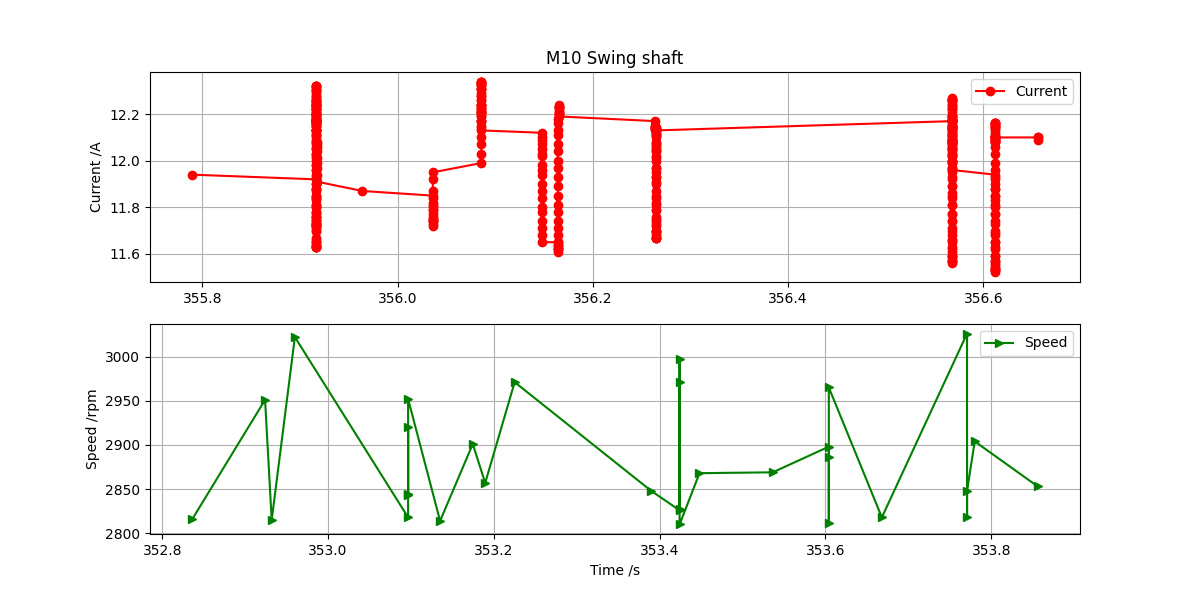 M10 Swing shaft
Current /A
12.2
12.0
11.8
11.6
Current
355.8 356.0 356.2 356.4 356.6
Speed /rpm
3000
2950
2900
2850
2800
Speed
352.8 353.0 353.2 353.4 353.6 353.8
Time /s